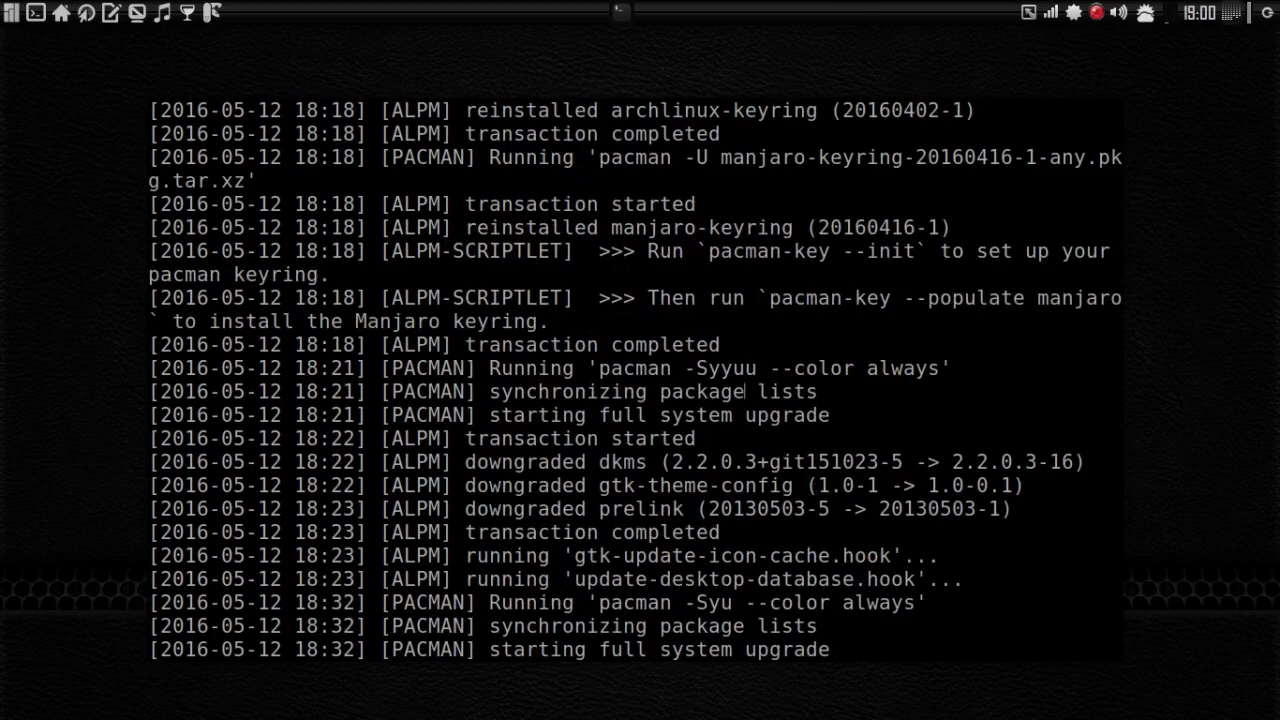 19:00
[2016-05-12 18:18] [ALPM] reinstalled archlinux-keyring (20160402-1)
[2016-05-12 18:18] [ALPM] transaction completed
[2016-05-12 18:18] [PACMAN] Running 'pacman -U manjaro-keyring-20160416-1-any.pk
g.tar.xz'
[2016-05-12 18:18] [ALPM] transaction started
[2016-05-12 18:18] [ALPM] reinstalled manjaro-keyring (20160416-1)
[2016-05-12 18:18] [ALPM-SCRIPTLET]  >>> Run `pacman-key --init` to set up your
pacman keyring.
[2016-05-12 18:18] [ALPM-SCRIPTLET]  >>> Then run `pacman-key --populate manjaro
` to install the Manjaro keyring.
[2016-05-12 18:18] [ALPM] transaction completed
[2016-05-12 18:21] [PACMAN] Running 'pacman -Syyuu --color always'
[2016-05-12 18:21] [PACMAN] synchronizing package lists
[2016-05-12 18:21] [PACMAN] starting full system upgrade
[2016-05-12 18:22] [ALPM] transaction started
[2016-05-12 18:22] [ALPM] downgraded dkms (2.2.0.3+git151023-5 -> 2.2.0.3-16)
[2016-05-12 18:22] [ALPM] downgraded gtk-theme-config (1.0-1 -> 1.0-0.1)
[2016-05-12 18:23] [ALPM] downgraded prelink (20130503-5 -> 20130503-1)
[2016-05-12 18:23] [ALPM] transaction completed
[2016-05-12 18:23] [ALPM] running 'gtk-update-icon-cache.hook'...
[2016-05-12 18:23] [ALPM] running 'update-desktop-database.hook'...
[2016-05-12 18:32] [PACMAN] Running 'pacman -Syu --color always'
[2016-05-12 18:32] [PACMAN] synchronizing package lists
[2016-05-12 18:32] [PACMAN] starting full system upgrade